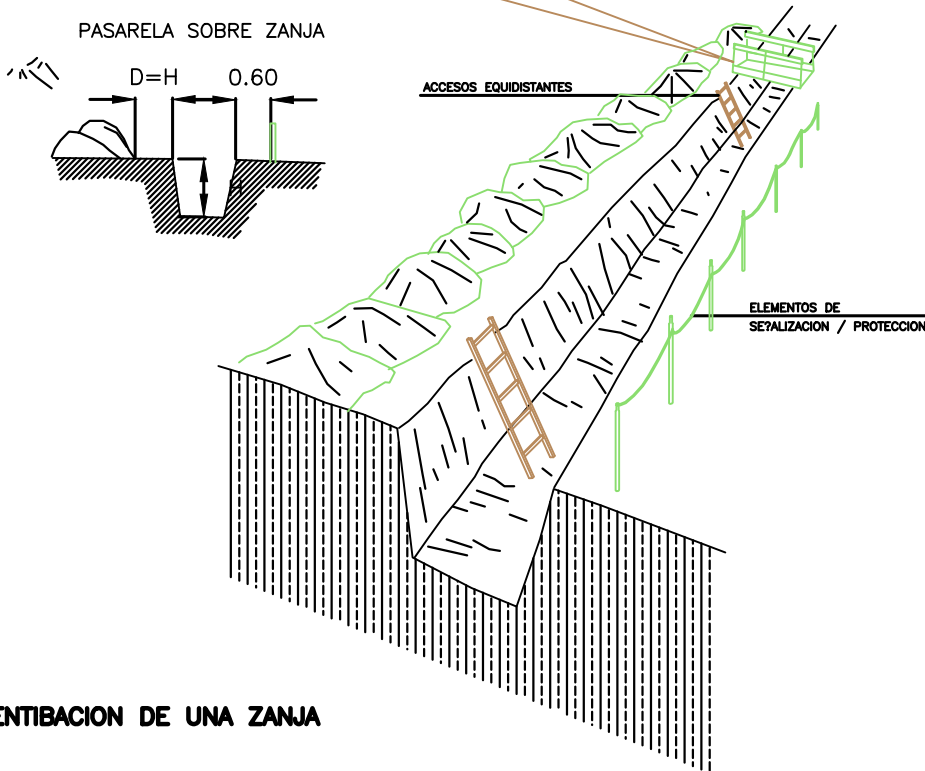 PASARELA SOBRE ZANJA
D=H
0.60
H
ACCESOS EQUIDISTANTES
ELEMENTOS DE
SE?ALIZACION / PROTECCION
ENTIBACION DE UNA ZANJA